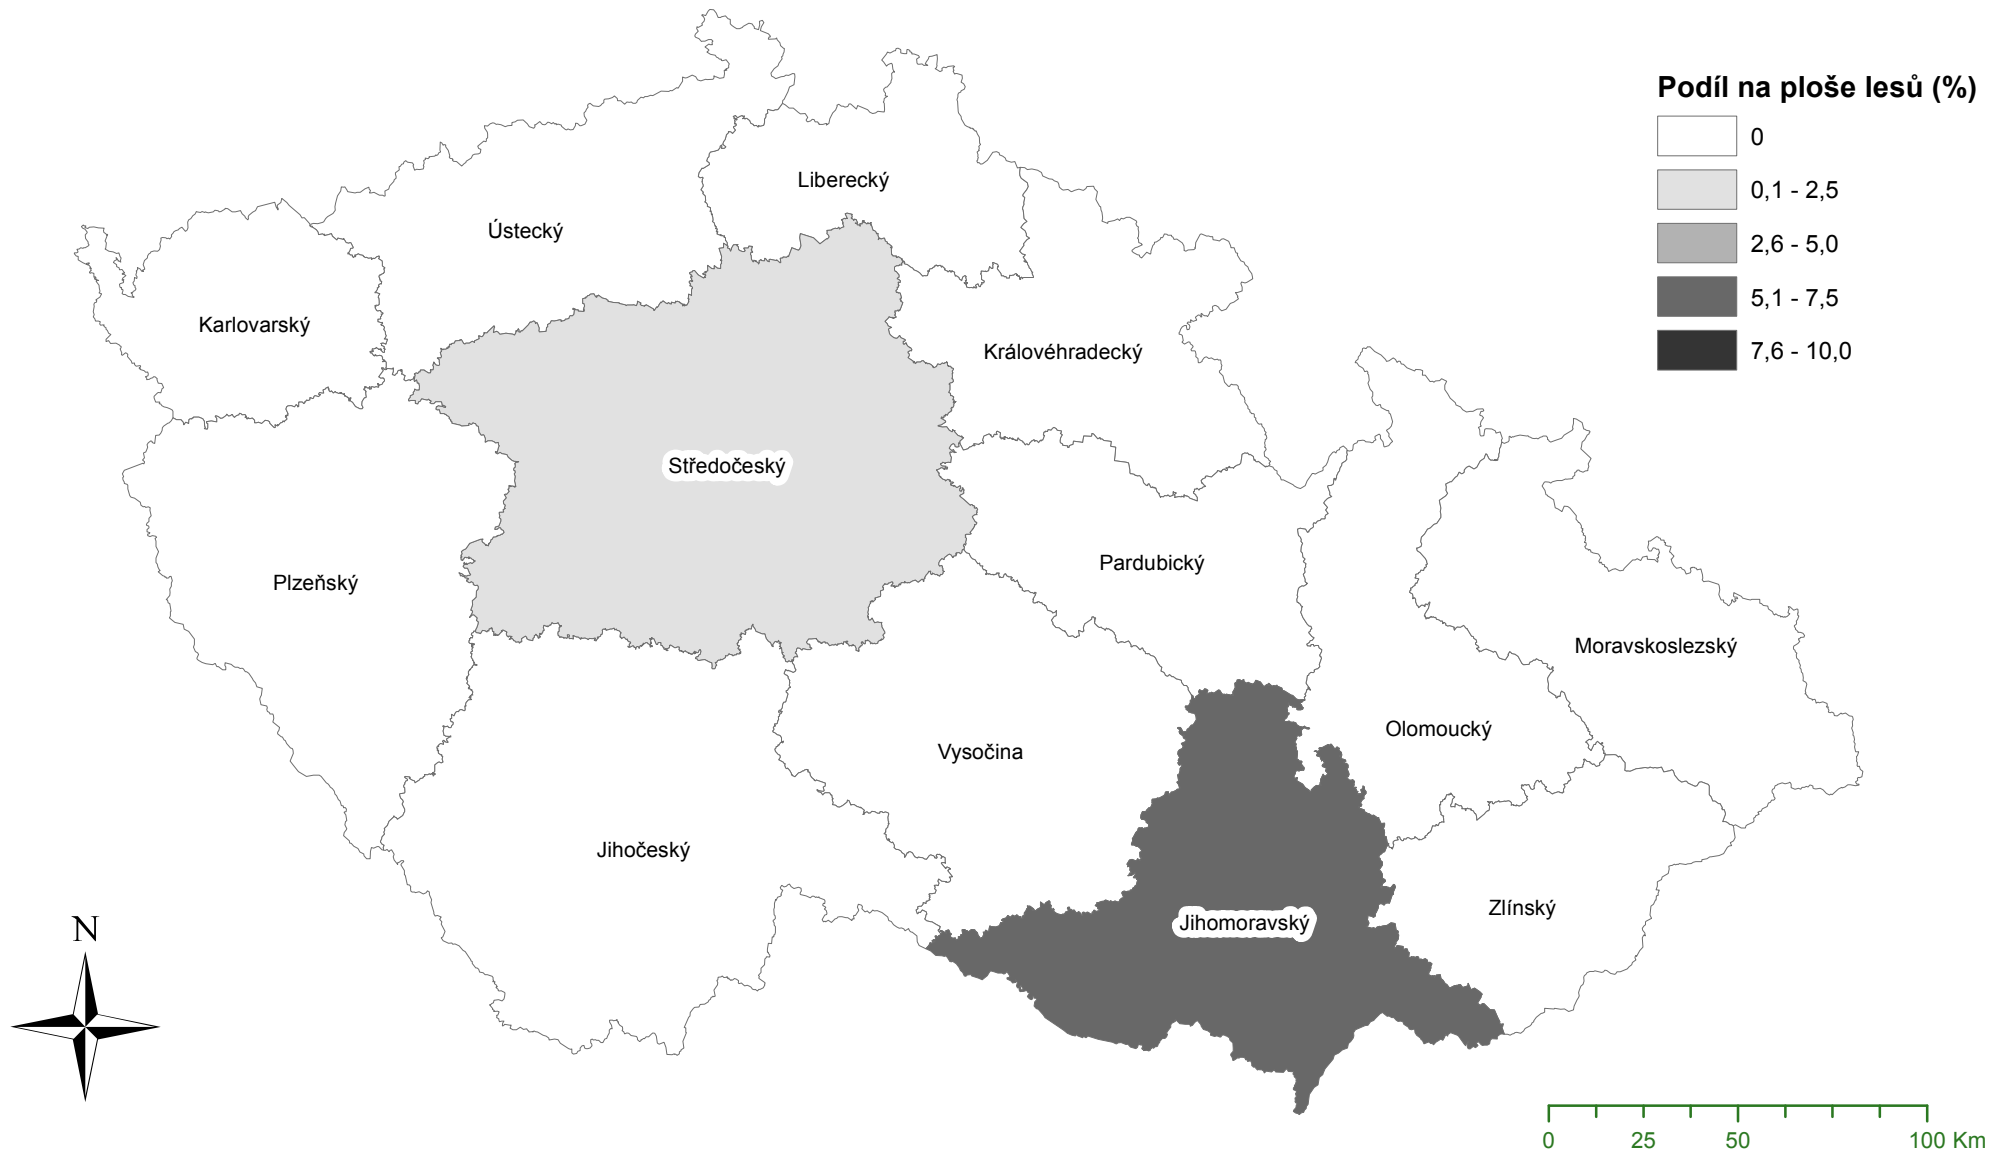 Podíl na ploše lesů (%)
0
0,1 - 2,5
2,6 - 5,0
5,1 - 7,5
7,6 - 10,0
Liberecký
Ústecký
Karlovarský
Královéhradecký
Středočeský
Pardubický
Plzeňský
Moravskoslezský
Olomoucký
Vysočina
Jihočeský
Zlínský
Jihomoravský
N
0 25 50 100 Km